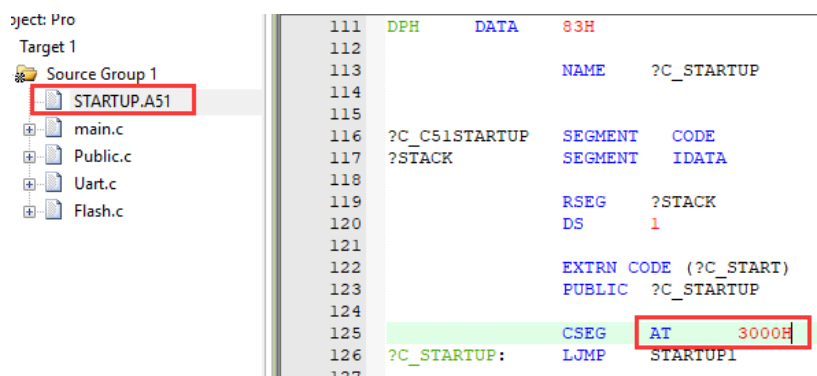 oject: Pro
Target 1
Source Group 1
STARTUP.A51
main.c
Public.c
Uart.c
Flash.c
111 DPH DATA 83H
112
113 NAME ?C_STARTUP
114
115
116 ?C_C51STARTUP SEGMENT CODE
117 ?STACK SEGMENT IDATA
118
119 RSEG ?STACK
120 DS 1
121
122 EXTRN CODE (?C_START)
123 PUBLIC ?C_STARTUP
124
125 CSEG AT 3000H
126 ?C_STARTUP: LJMP STARTUP1
127